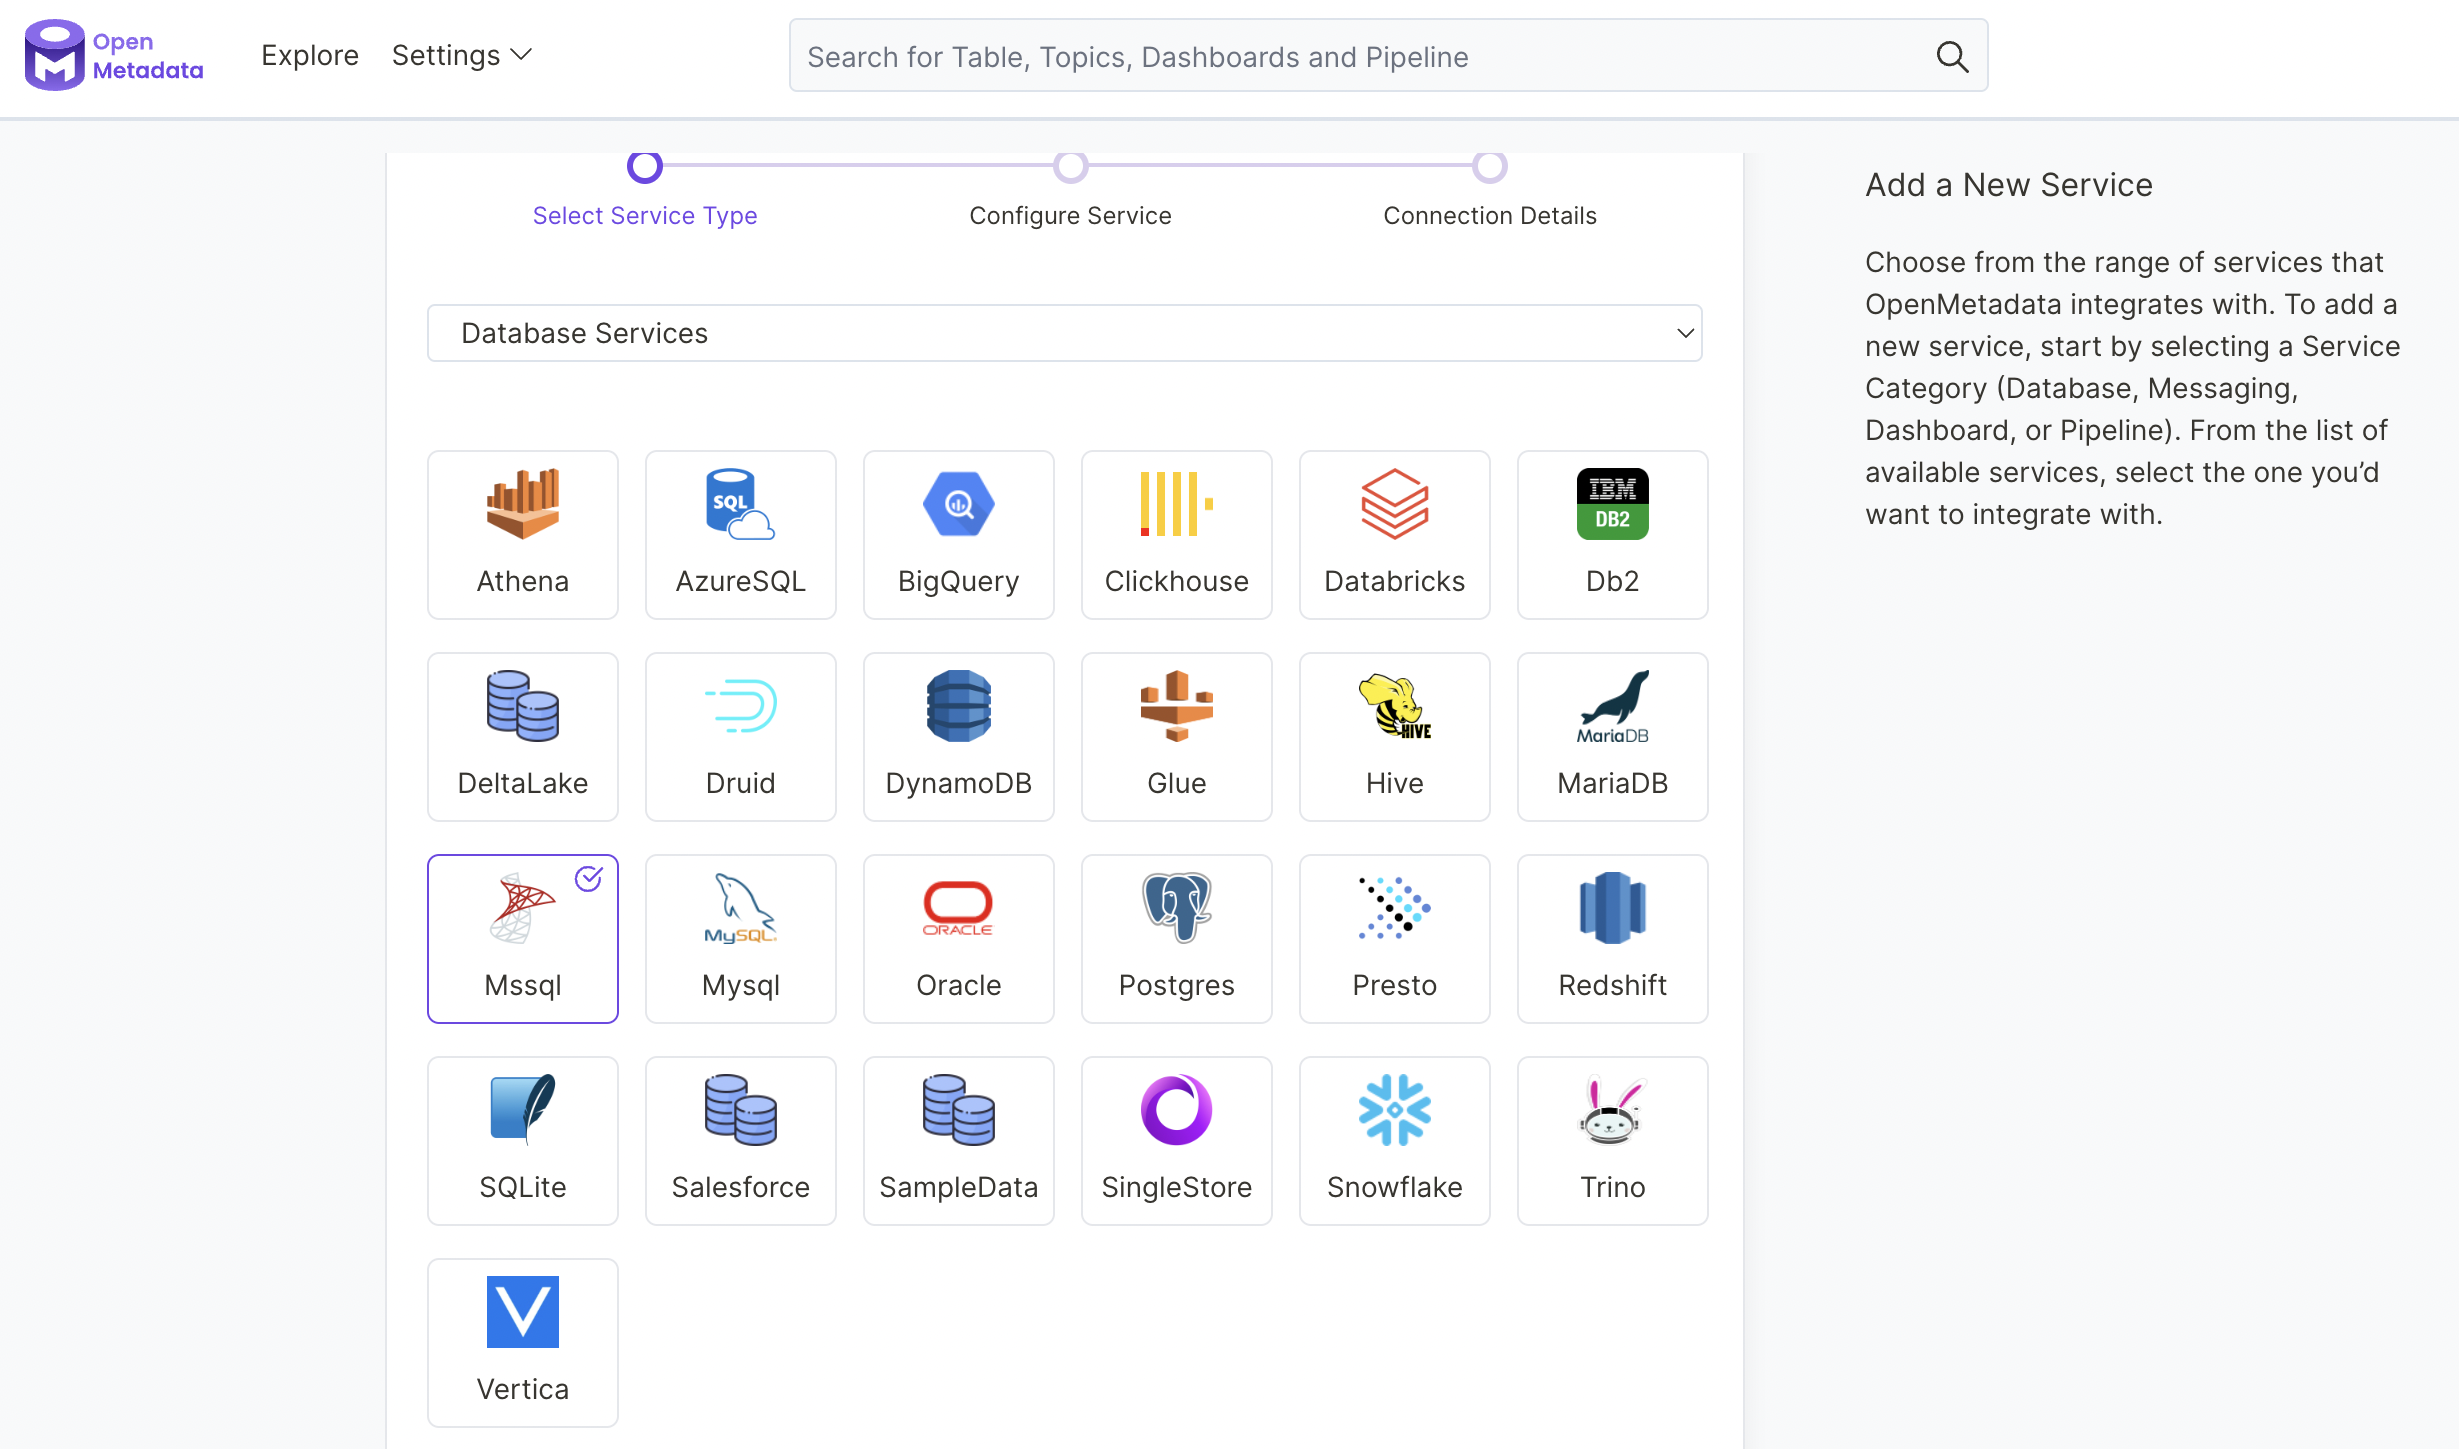 Open
Metadata
Explore
Settings
Search for Table, Topics, Dashboards and Pipeline
Select Service Type
Configure Service
Connection Details
Database Services
SQL
IBM
DB2
Athena
AzureSQL
BigQuery
Clickhouse
Databricks
Db2
HIVE
MariaDB
DeltaLake
Druid
DynamoDB
Glue
Hive
MariaDB
MySQL
ORACLE
Mssql
Mysql
Oracle
Postgres
Presto
Redshift
SQLite
Salesforce
SampleData
SingleStore
Snowflake
Trino
Vertica
Add a New Service
Choose from the range of services that
OpenMetadata integrates with. To add a
new service, start by selecting a Service
Category (Database, Messaging,
Dashboard, or Pipeline). From the list of
available services, select the one you’d
want to integrate with.